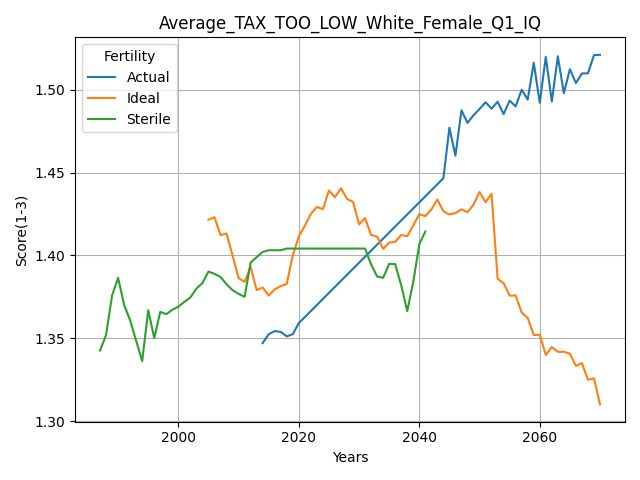 Average_TAX_TOO_LOW_White_Female_Q1_IQ
Fertility
Actual
Ideal
Sterile
1.50
1.45
1.40
1.35
1.30
Score(1-3)
2000 2020 2040 2060
Years